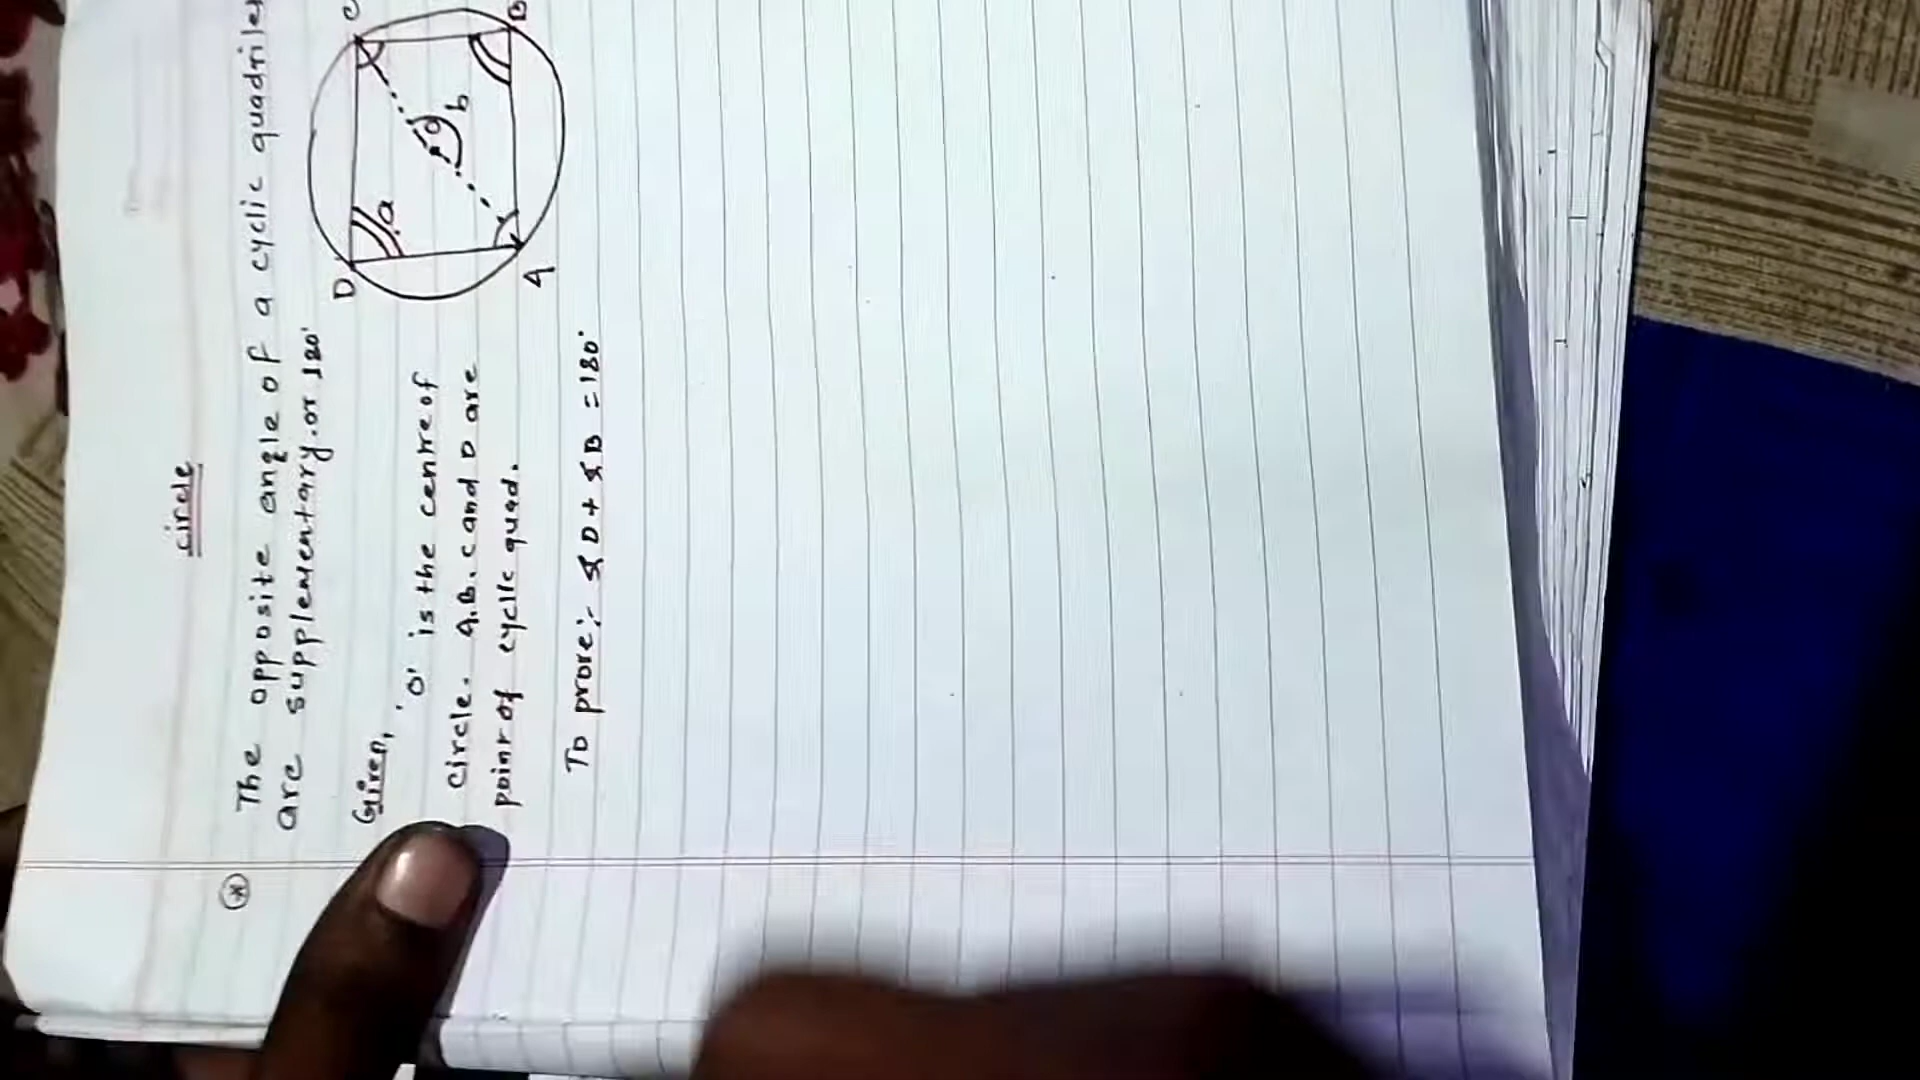 circle
* The opposite angle of a cyclic
are supplementary. or 180°
Given,
'O' is the centre of
circle. A.B.C and D are
point of cyclic quad.
To prove:- ∠D + ∠B = 180°
D
C
B
A
a
b
O